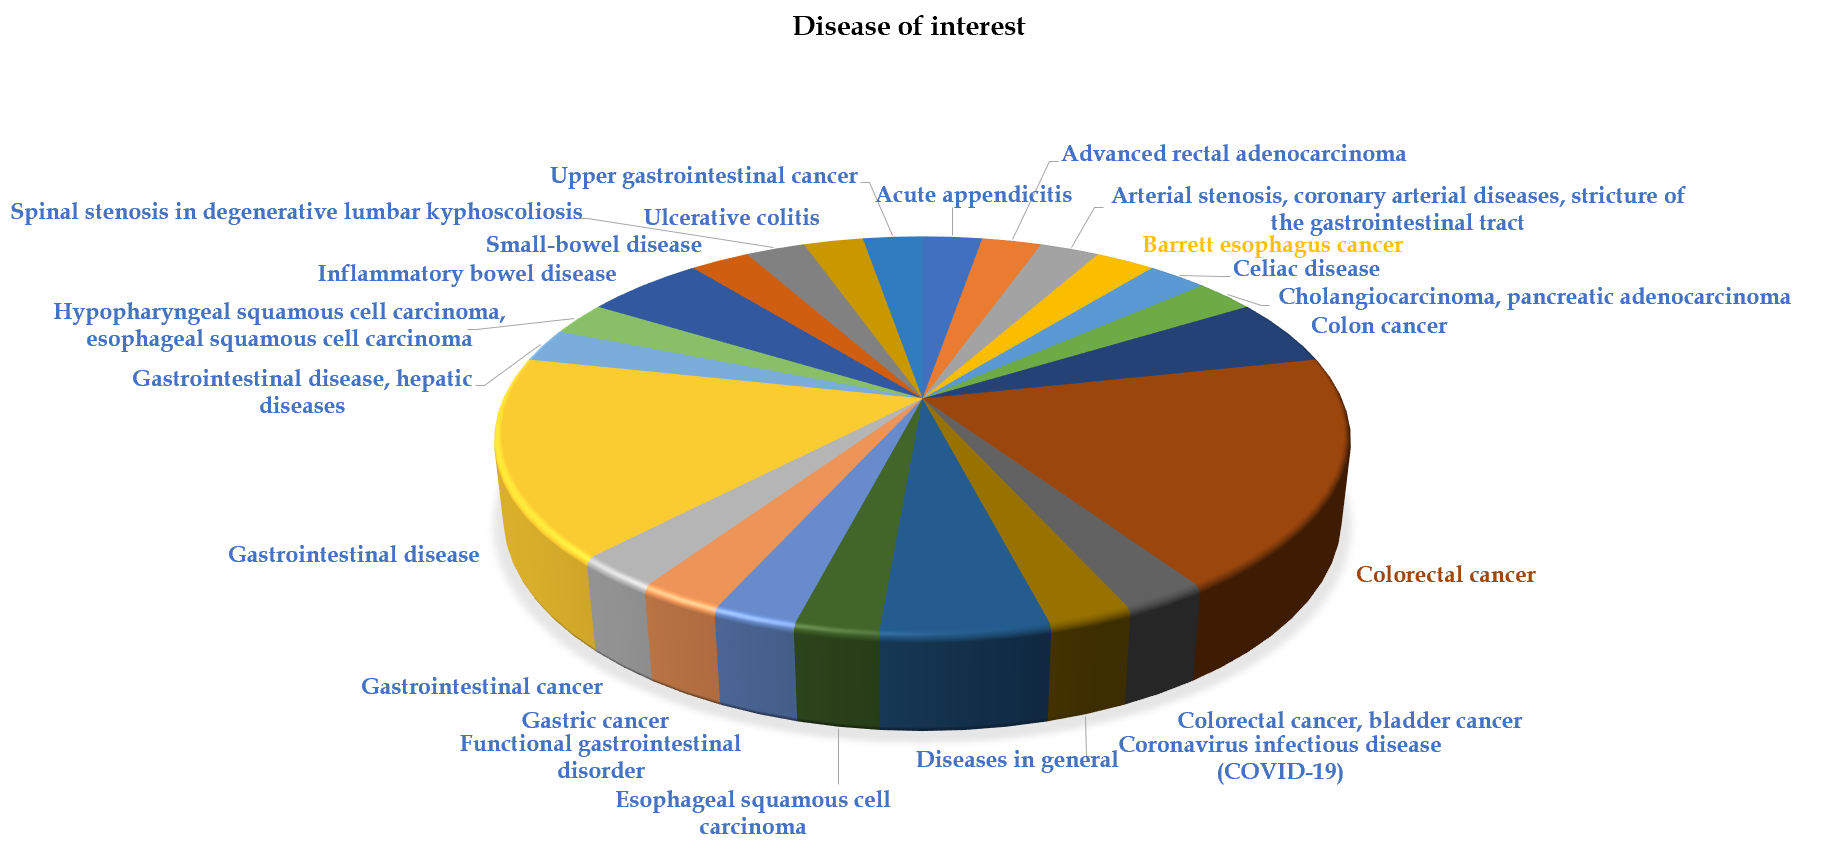 Disease of interest
Advanced rectal adenocarcinoma
Upper gastrointestinal cancer
Acute appendicitis
Arterial stenosis, coronary arterial diseases, stricture of
the gastrointestinal tract
Spinal stenosis in degenerative lumbar kyphoscoliosis
Ulcerative colitis
Small-bowel disease
Barrett esophagus cancer
Inflammatory bowel disease
Celiac disease
Cholangiocarcinoma, pancreatic adenocarcinoma
Hypopharyngeal squamous cell carcinoma,
esophageal squamous cell carcinoma
Colon cancer
Gastrointestinal disease, hepatic
diseases
Gastrointestinal disease
Colorectal cancer
Gastrointestinal cancer
Gastric cancer
Colorectal cancer, bladder cancer
Functional gastrointestinal
disorder
Diseases in general
Coronavirus infectious disease
(COVID-19)
Esophageal squamous cell
carcinoma